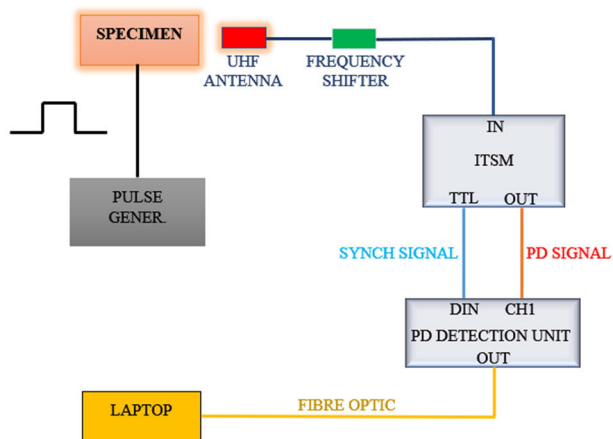 SPECIMEN
UHF
ANTENNA
FREQUENCY
SHIFTER
IN
ITSM
TTL OUT
PULSE
GENER.
SYNCH SIGNAL
PD SIGNAL
DIN CH1
PD DETECTION UNIT
OUT
LAPTOP
FIBRE OPTIC